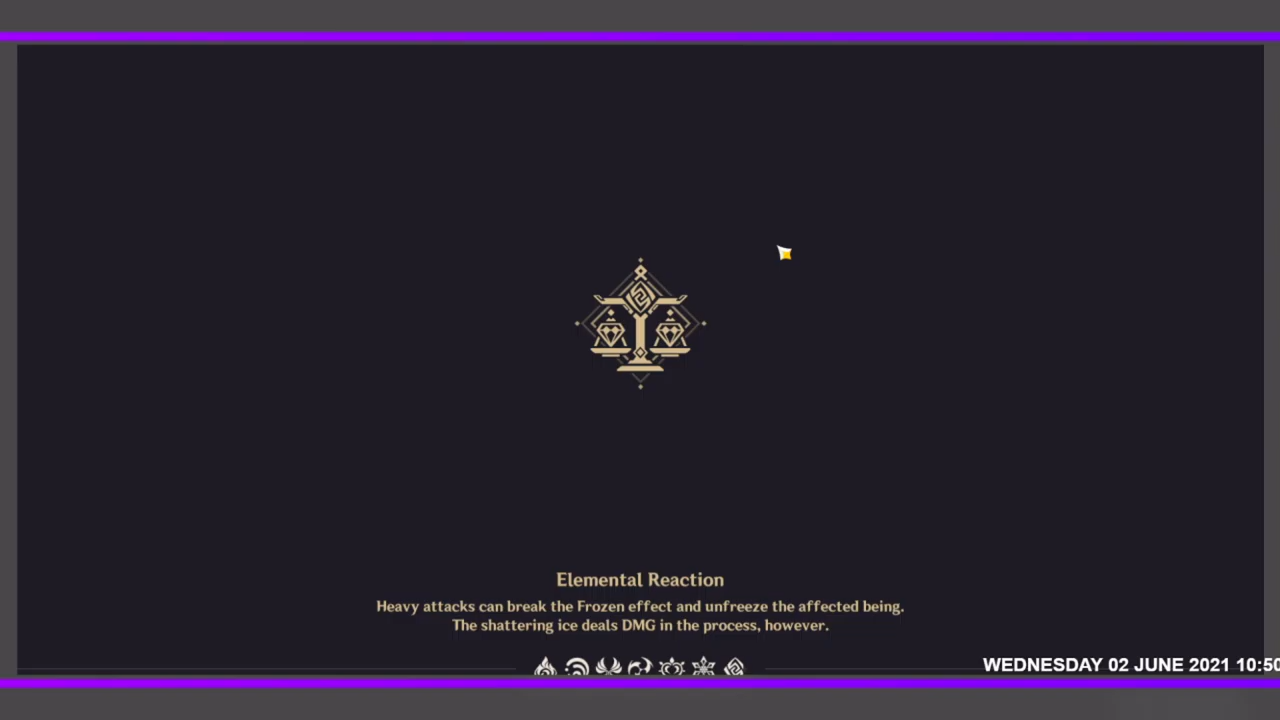 Elemental Reaction
Heavy attacks can break the Frozen effect and unfreeze the affected being.
The shattering ice deals DMG in the process, however.
WEDNESDAY 02 JUNE 2021 10:50